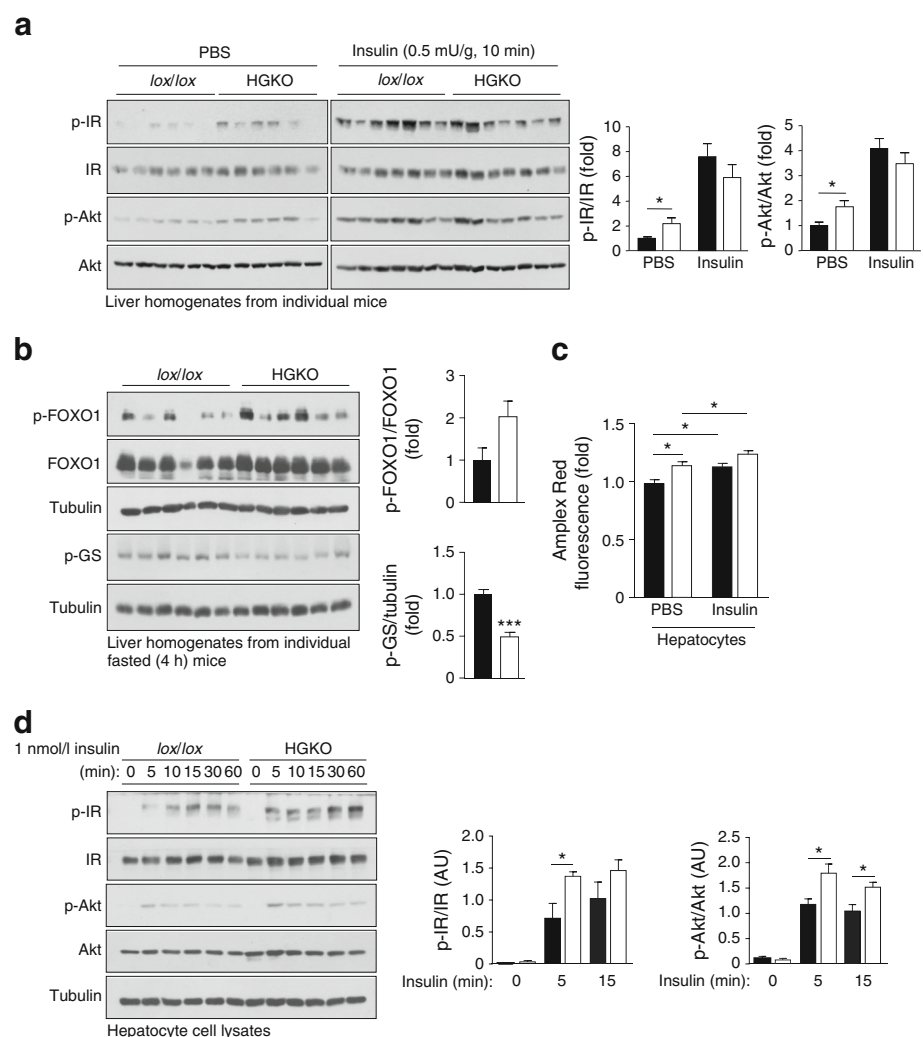 a
PBS
Insulin (0.5 mU/g, 10 min)
lox/lox
HGKO
lox/lox
HGKO
p-IR
IR
p-Akt
Akt
Liver homogenates from individual mice
p-IR/IR (fold)
10
8
6
4
2
0
*
PBS
Insulin
p-Akt/Akt (fold)
5
4
3
2
1
0
*
PBS
Insulin
b
lox/lox
HGKO
p-FOXO1
FOXO1
Tubulin
p-GS
Tubulin
Liver homogenates from individual
fasted (4 h) mice
p-FOXO1/FOXO1
(fold)
3
2
1
0
p-GS/tubulin
(fold)
1.5
1.0
0.5
0
***
c
Amplex Red
fluorescence (fold)
1.5
1.0
0.5
0
*
*
*
PBS
Insulin
Hepatocytes
d
1 nmol/l insulin
lox/lox
HGKO
(min): 0 5 10 15 30 60 0 5 10 15 30 60
p-IR
IR
p-Akt
Akt
Tubulin
Hepatocyte cell lysates
p-IR/IR (AU)
2.0
1.5
1.0
0.5
0
*
Insulin (min): 0 5 15
p-Akt/Akt (AU)
2.5
2.0
1.5
1.0
0.5
0
*
*
Insulin (min): 0 5 15